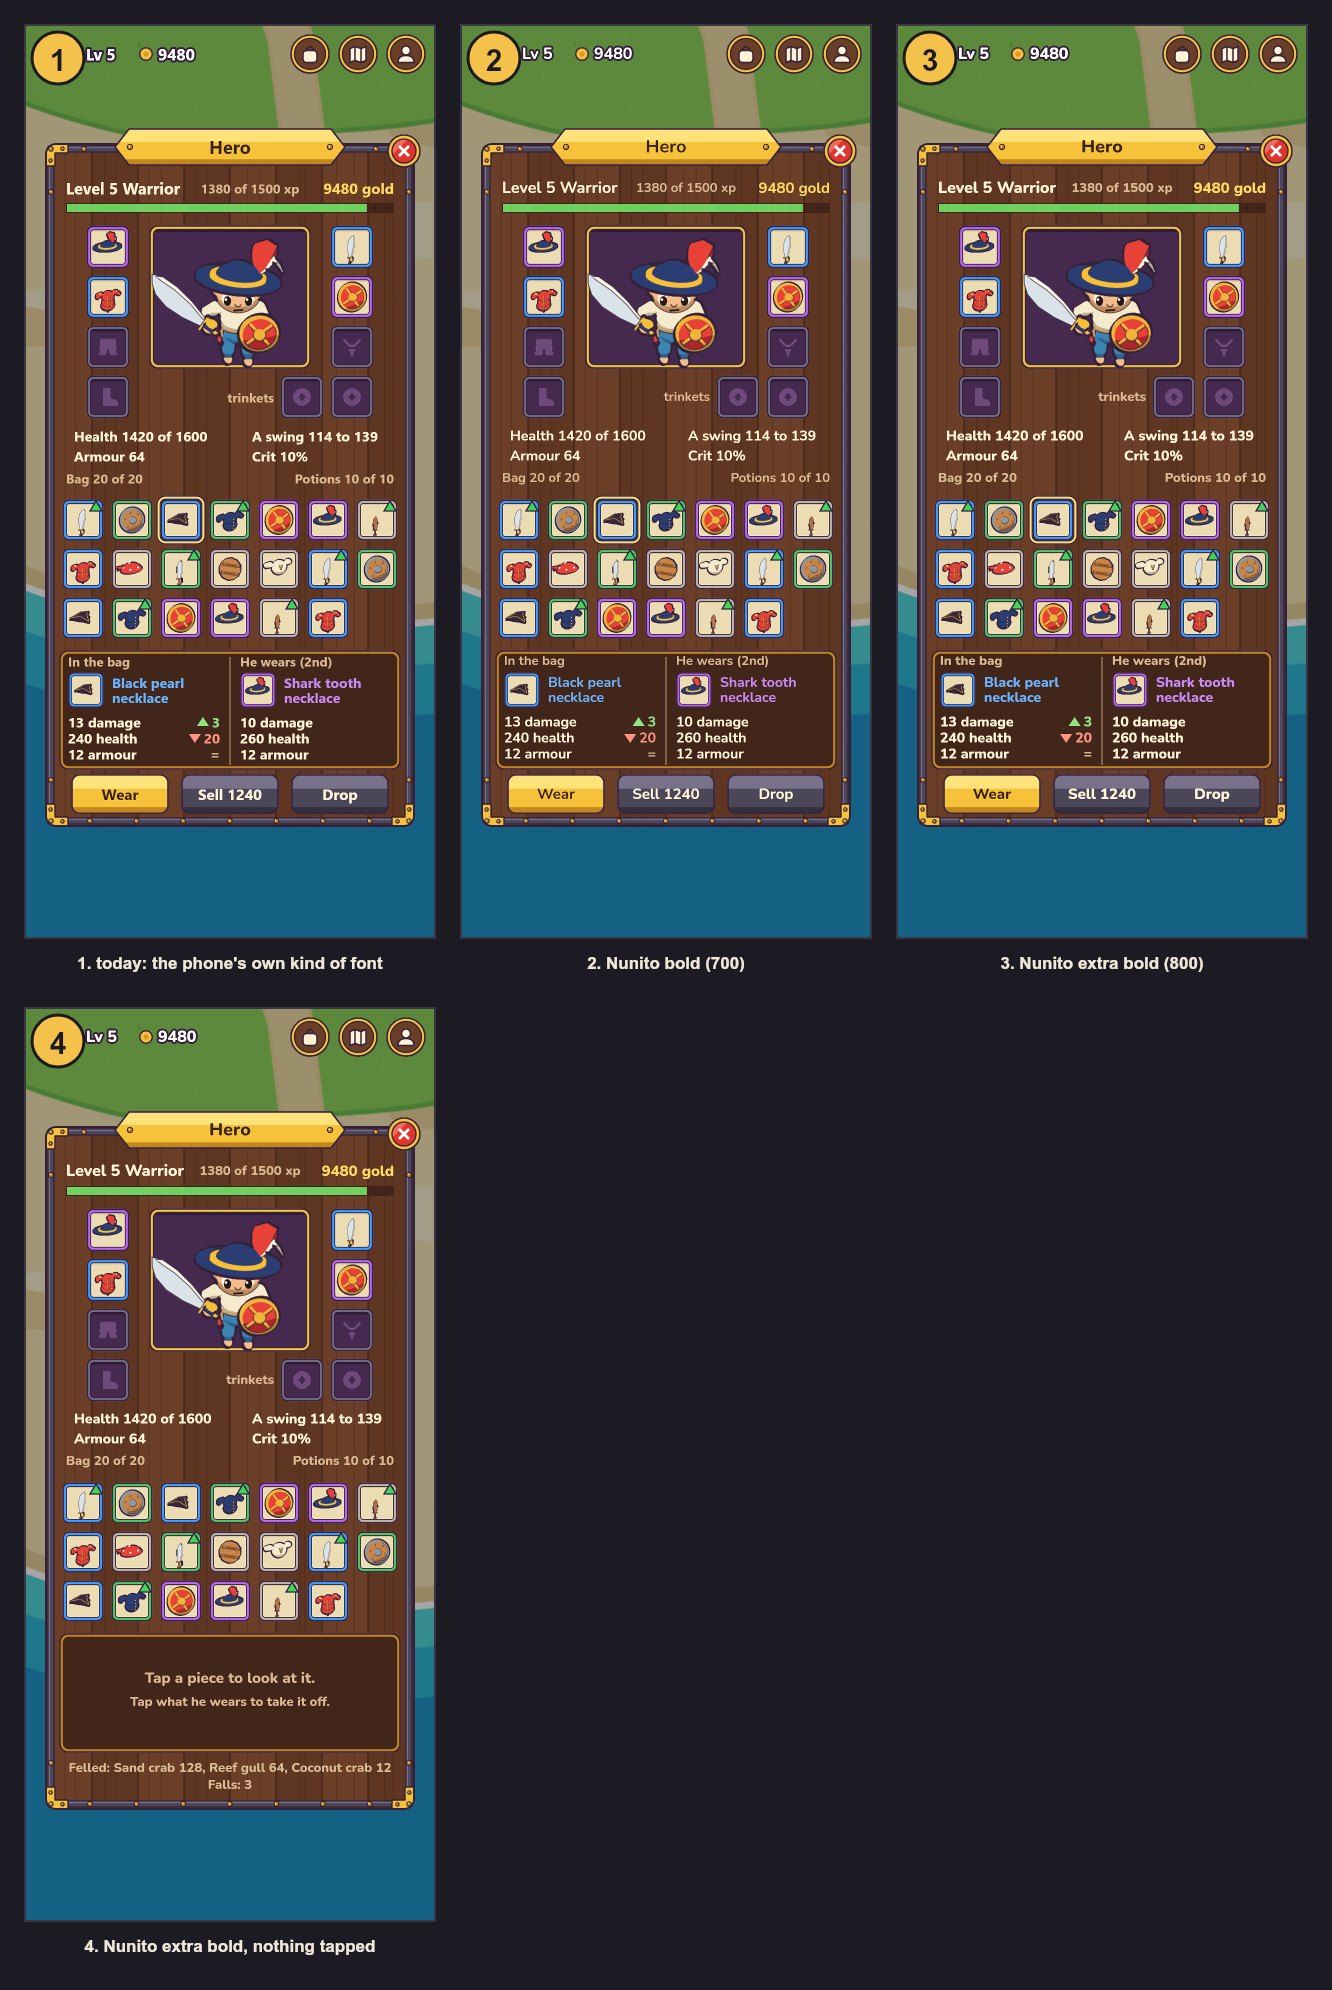 1
Lv 5 9480
Hero
Level 5 Warrior 1380 of 1500 xp 9480 gold
trinkets
Health 1420 of 1600 A swing 114 to 139
Armour 64 Crit 10%
Bag 20 of 20 Potions 10 of 10
In the bag He wears (2nd)
Black pearl necklace Shark tooth necklace
13 damage 3 10 damage
240 health 20 260 health
12 armour = 12 armour
Wear Sell 1240 Drop
1. today: the phone's own kind of font
2
Lv 5 9480
Hero
Level 5 Warrior 1380 of 1500 xp 9480 gold
trinkets
Health 1420 of 1600 A swing 114 to 139
Armour 64 Crit 10%
Bag 20 of 20 Potions 10 of 10
In the bag He wears (2nd)
Black pearl necklace Shark tooth necklace
13 damage 3 10 damage
240 health 20 260 health
12 armour = 12 armour
Wear Sell 1240 Drop
2. Nunito bold (700)
3
Lv 5 9480
Hero
Level 5 Warrior 1380 of 1500 xp 9480 gold
trinkets
Health 1420 of 1600 A swing 114 to 139
Armour 64 Crit 10%
Bag 20 of 20 Potions 10 of 10
In the bag He wears (2nd)
Black pearl necklace Shark tooth necklace
13 damage 3 10 damage
240 health 20 260 health
12 armour = 12 armour
Wear Sell 1240 Drop
3. Nunito extra bold (800)
4
Lv 5 9480
Hero
Level 5 Warrior 1380 of 1500 xp 9480 gold
trinkets
Health 1420 of 1600 A swing 114 to 139
Armour 64 Crit 10%
Bag 20 of 20 Potions 10 of 10
Tap a piece to look at it.
Tap what he wears to take it off.
Felled: Sand crab 128, Reef gull 64, Coconut crab 12
Falls: 3
4. Nunito extra bold, nothing tapped